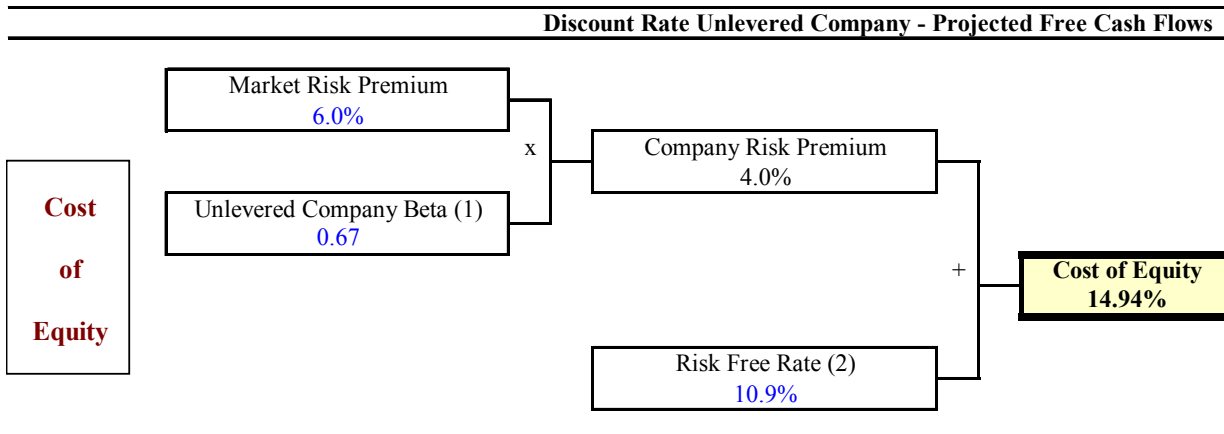 Discount Rate Unlevered Company - Projected Free Cash Flows
Market Risk Premium
6.0%
x
Company Risk Premium
4.0%
Unlevered Company Beta (1)
0.67
Cost
of
Equity
+
Cost of Equity
14.94%
Risk Free Rate (2)
10.9%